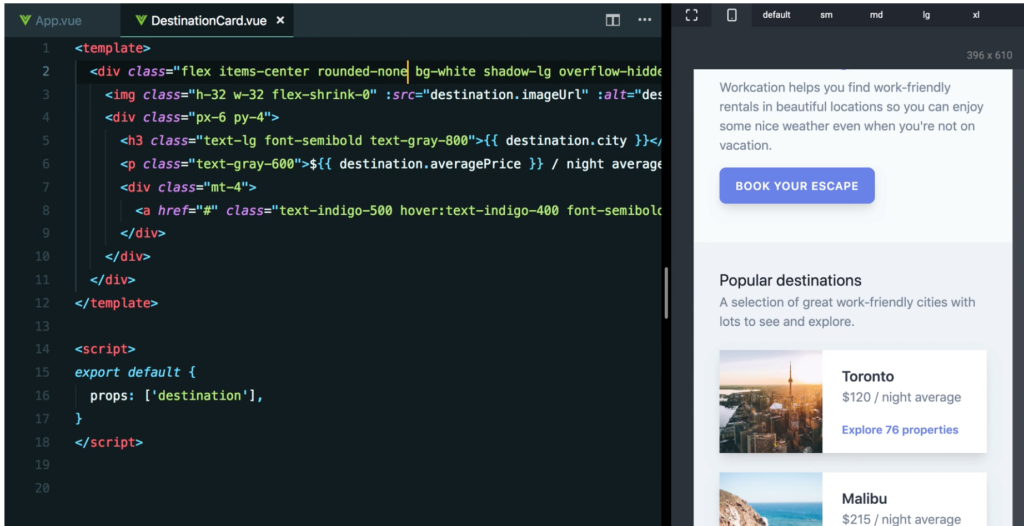 App.vue
DestinationCard.vue ×
default sm md lg xl
396 x 610
1 <template>
2 <div class="flex items-center rounded-none bg-white shadow-lg overflow-hidde
3 <img class="h-32 w-32 flex-shrink-0" :src="destination.imageUrl" :alt="des
4 <div class="px-6 py-4">
5 <h3 class="text-lg font-semibold text-gray-800">{{ destination.city }}</
6 <p class="text-gray-600">${{ destination.averagePrice }} / night average
7 <div class="mt-4">
8 <a href="#" class="text-indigo-500 hover:text-indigo-400 font-semibold
9 </div>
10 </div>
11 </div>
12 </template>
13
14 <script>
15 export default {
16 props: ['destination'],
17 }
18 </script>
19
20
Workcation helps you find work-friendly
rentals in beautiful locations so you can enjoy
some nice weather even when you're not on
vacation.
BOOK YOUR ESCAPE
Popular destinations
A selection of great work-friendly cities with
lots to see and explore.
Toronto
$120 / night average
Explore 76 properties
Malibu
$215 / night average